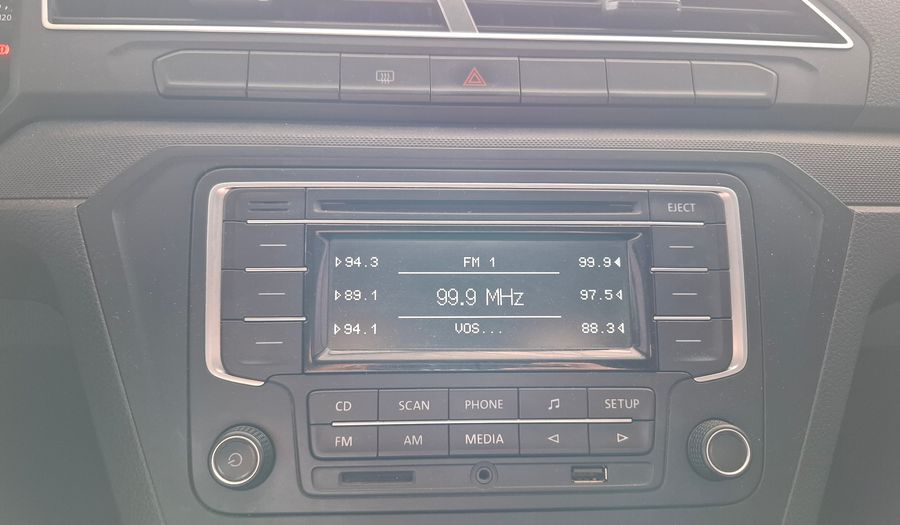 120
EJECT
94.3 FM 1 99.9
89.1 99.9 MHz 97.5
94.1 VOS... 88.3
CD SCAN PHONE SETUP
FM AM MEDIA